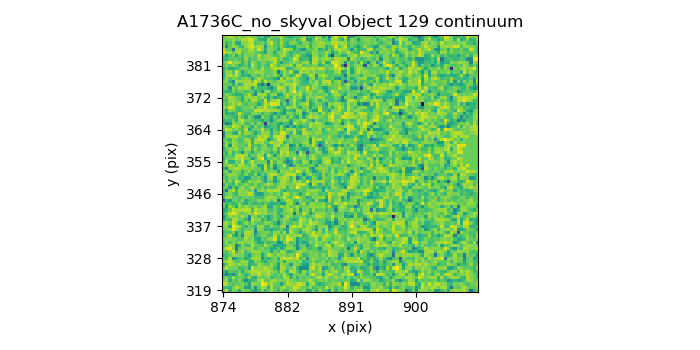 A1736C_no_skyval Object 129 continuum
381
372
364
355
346
337
328
319
874 882 891 900
y (pix)
x (pix)